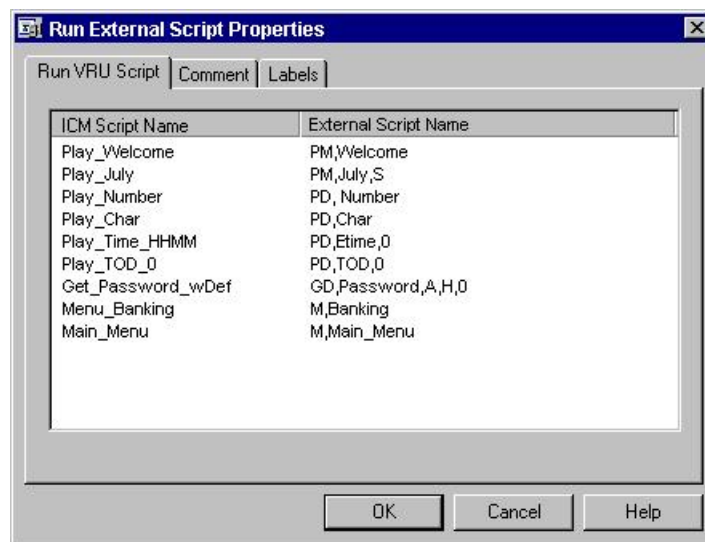 Run External Script Properties
Run VRU Script Comment Labels
ICM Script Name External Script Name
Play_Welcome PM,Welcome
Play_July PM,July,S
Play_Number PD, Number
Play_Char PD,Char
Play_Time_HHMM PD,Etime,0
Play_TOD_0 PD,TOD,0
Get_Password_wDef GD,Password,A,H,0
Menu_Banking M,Banking
Main_Menu M,Main_Menu
OK Cancel Help